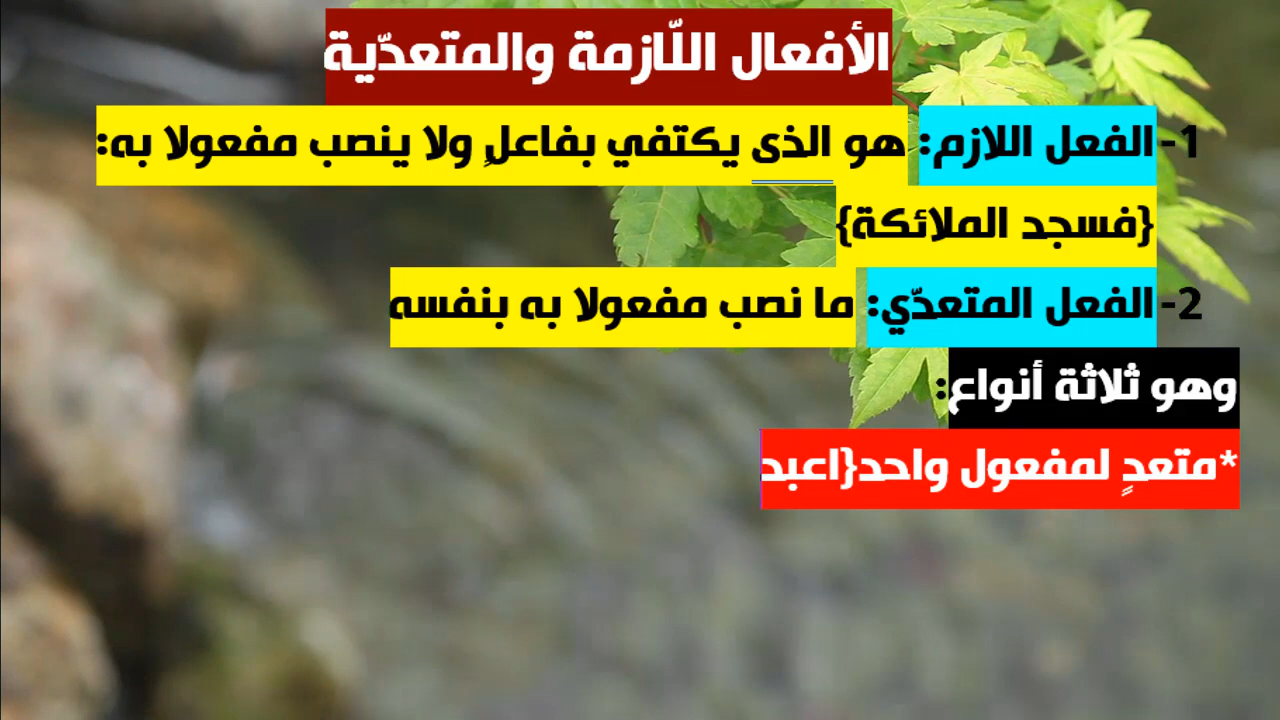 الأفعال اللّازمة والمتعدّية
1- الفعل اللازم: هو الذى يكتفي بفاعلٍ ولا ينصب مفعولا به:
{فسجد الملائكة}
2- الفعل المتعدّي: ما نصب مفعولا به بنفسه
وهو ثلاثة أنواع:
*متعدٍ لمفعول واحد{اعبد